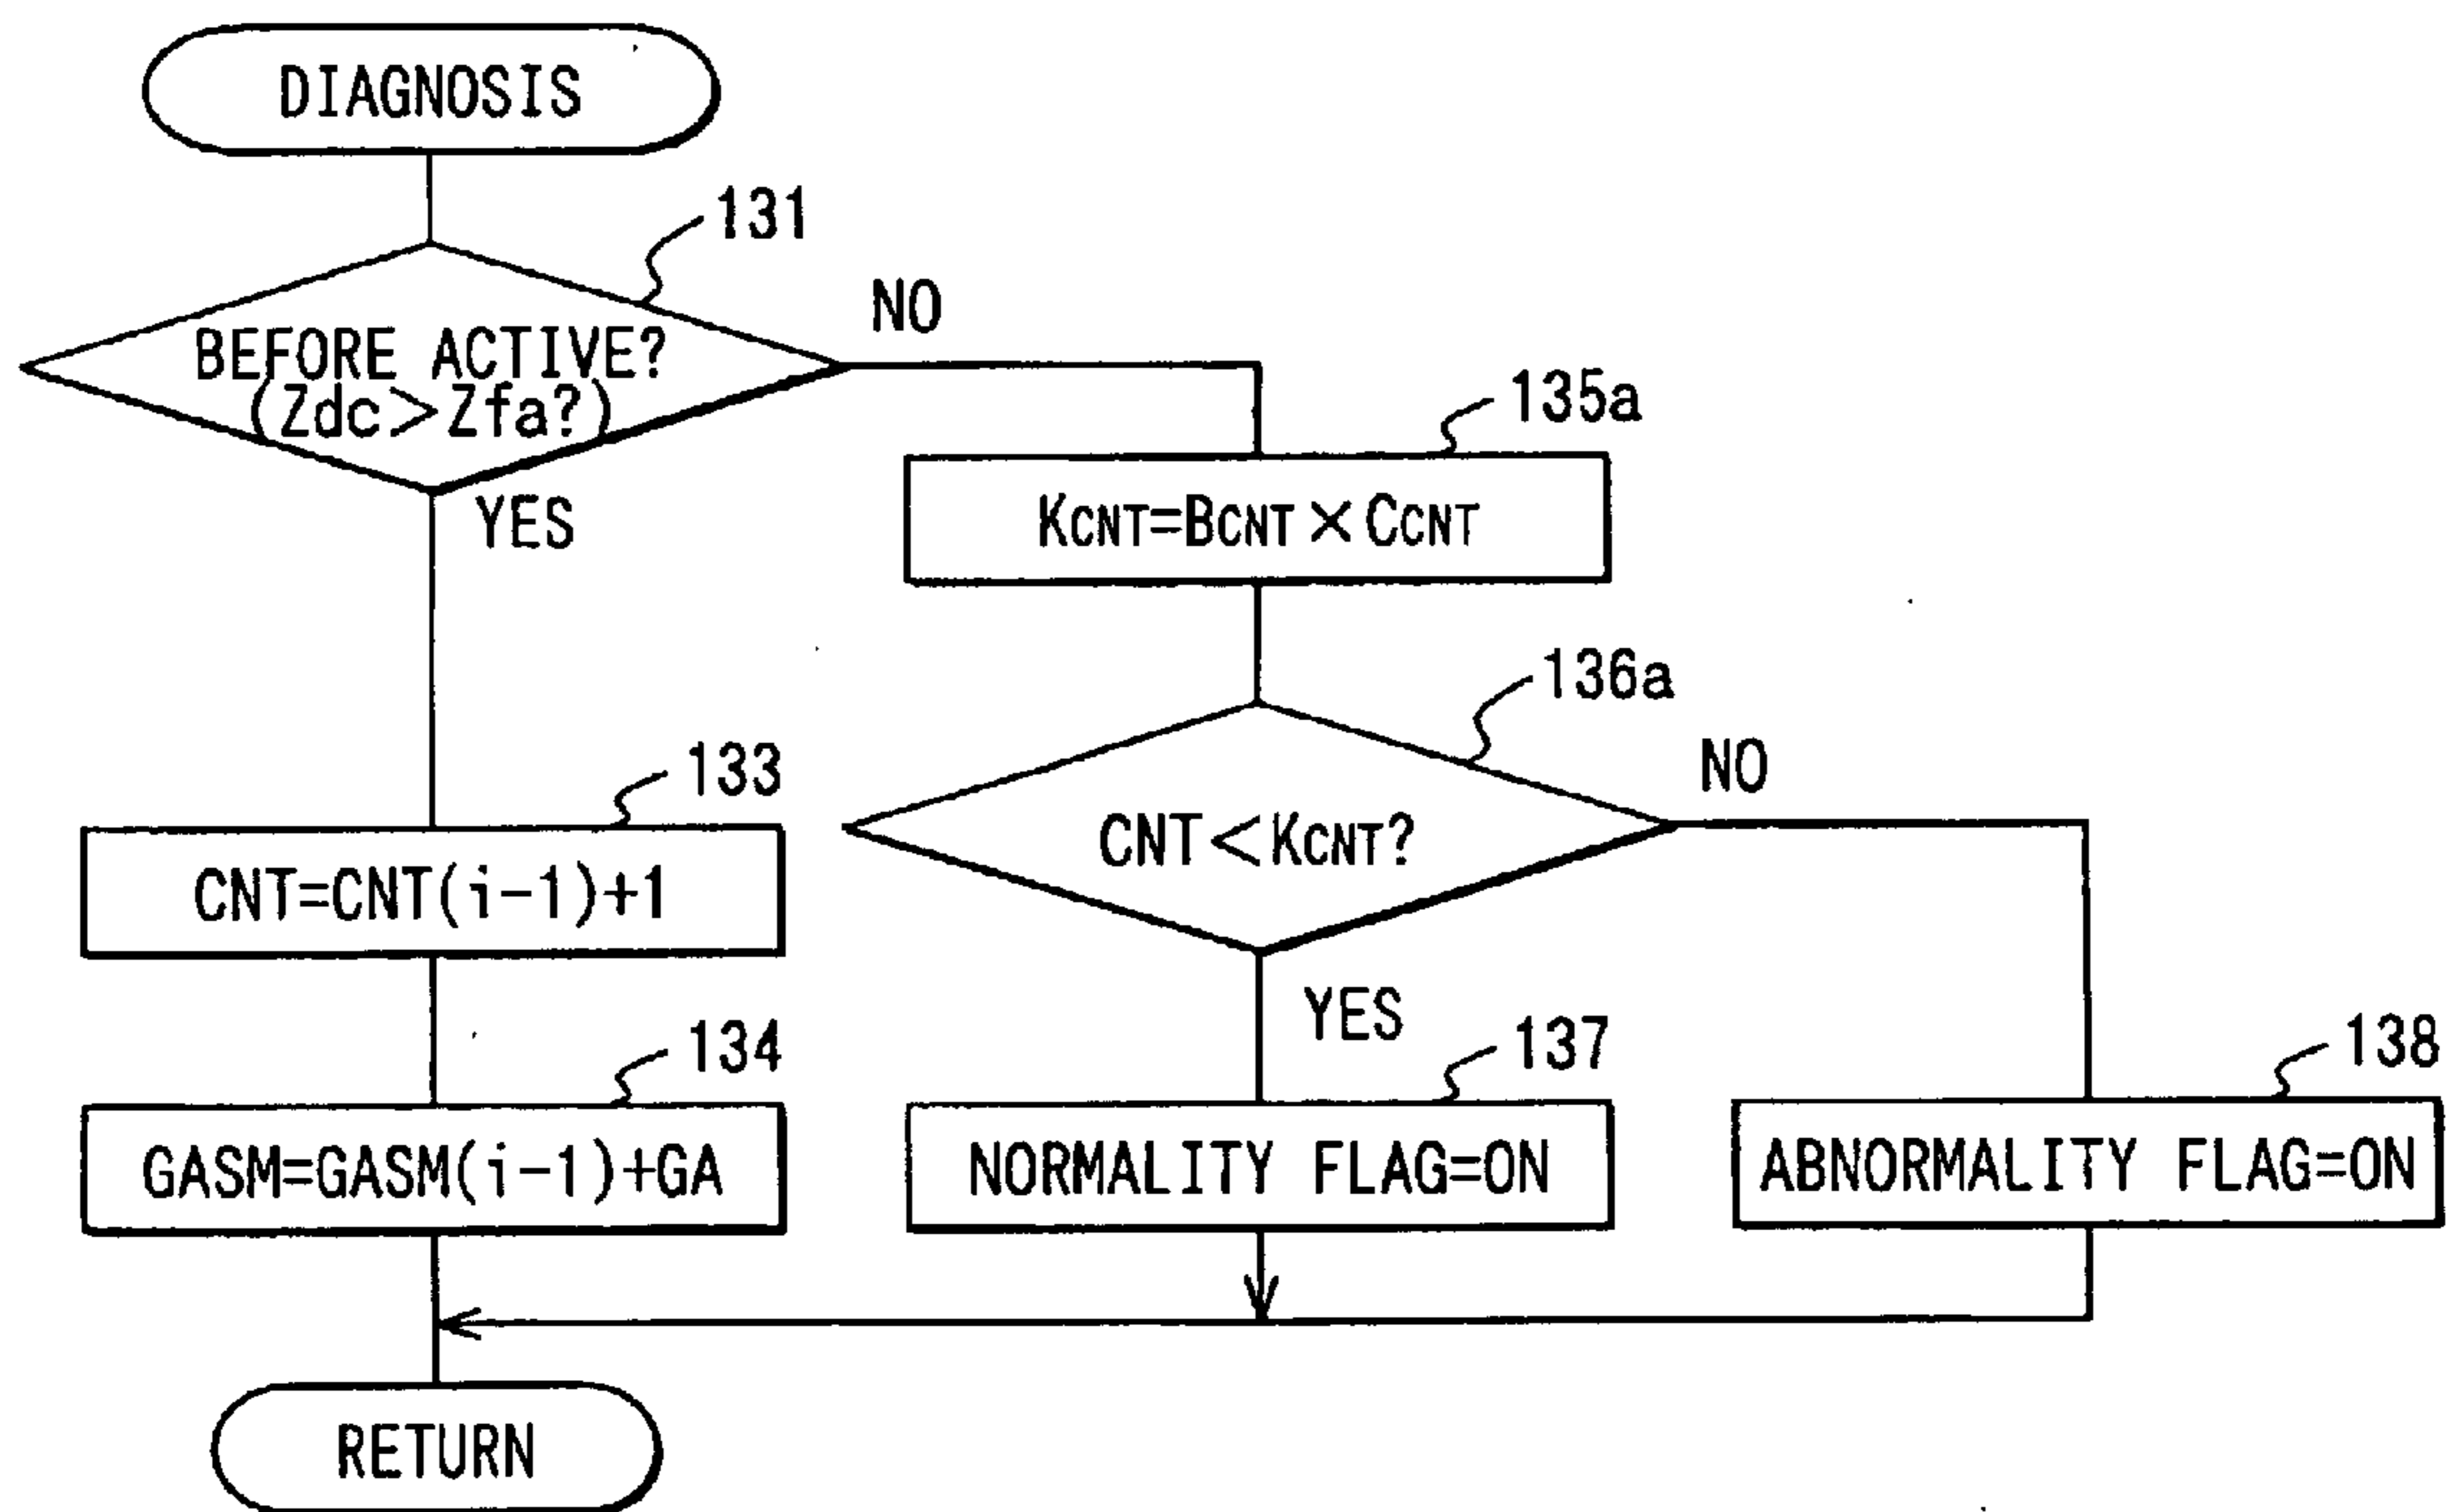 DIAGNOSIS
131
BEFORE ACTIVE?
(Zdc>Zfa?)
NO
YES
135a
KCNT=BCNT×CCNT
136a
CNT<KCNT?
NO
YES
133
CNT=CNT(i-1)+1
134
GASM=GASM(i-1)+GA
137
NORMALITY FLAG=ON
138
ABNORMALITY FLAG=ON
RETURN